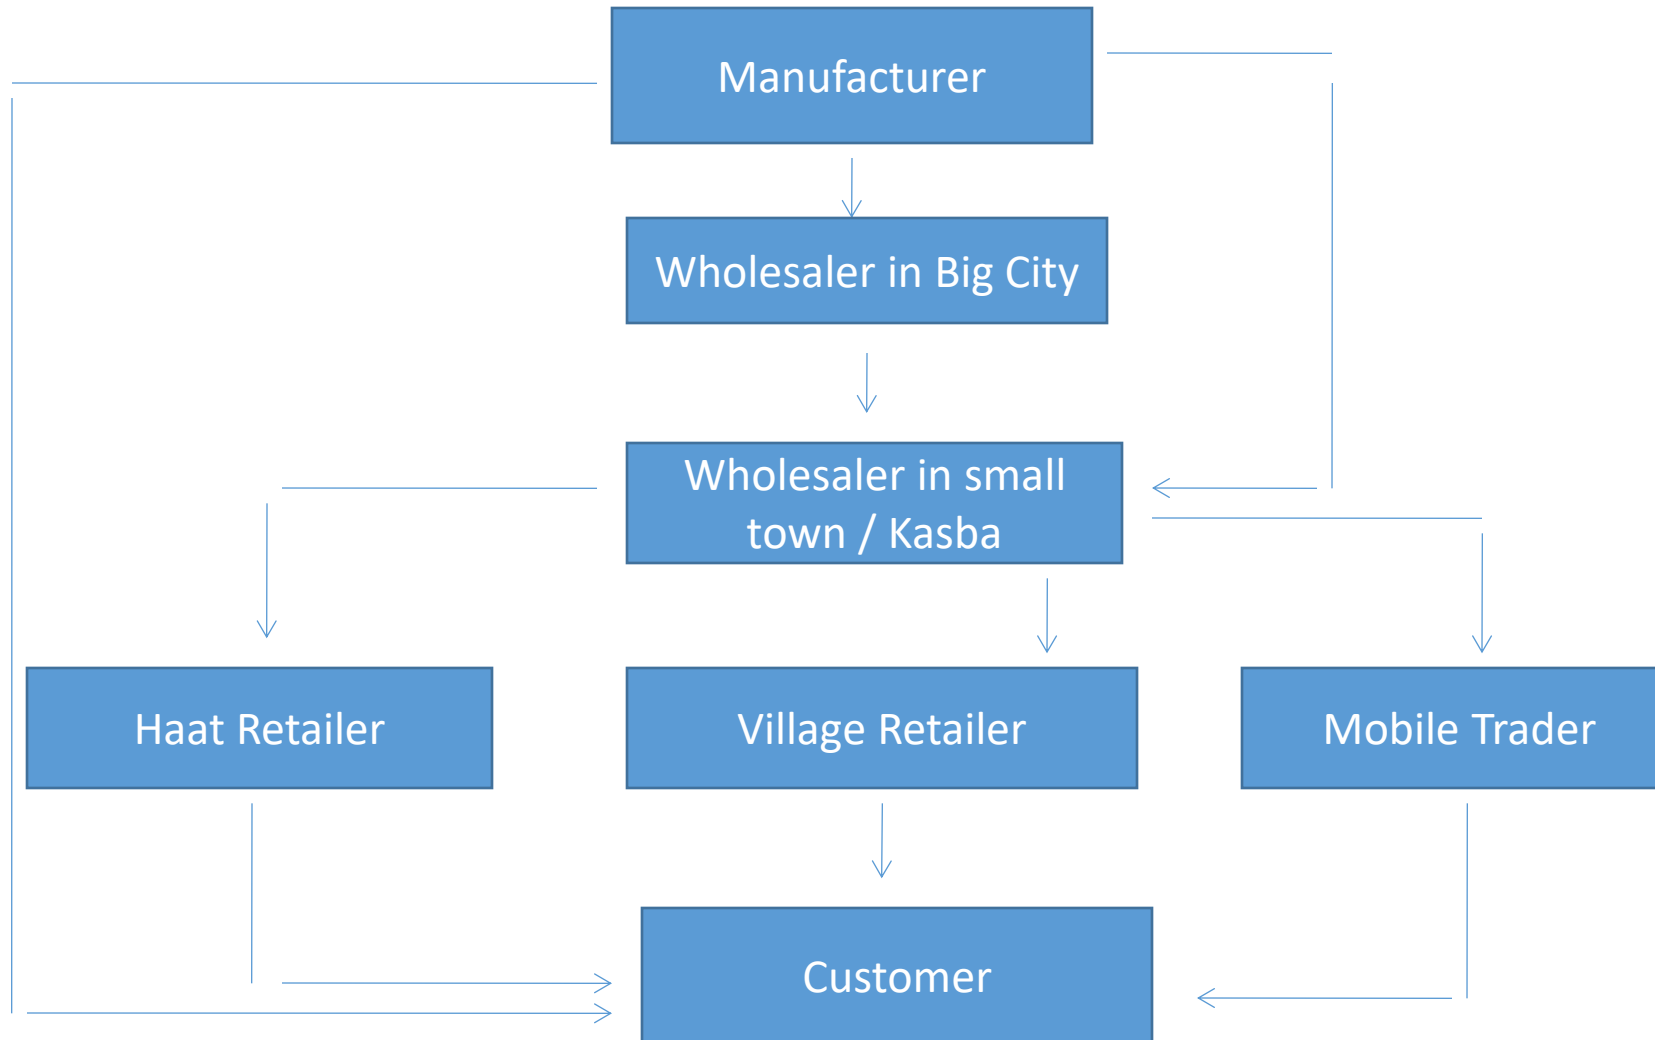 Manufacturer
Wholesaler in Big City
Wholesaler in small
town / Kasba
Haat Retailer
Village Retailer
Mobile Trader
Customer